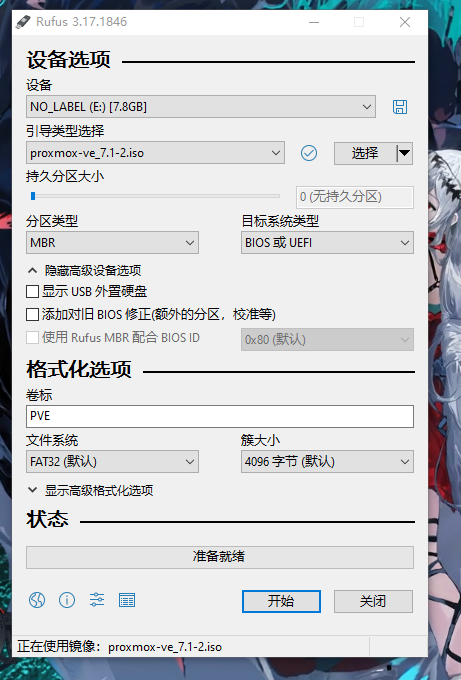 Rufus 3.17.1846
设备选项
设备
NO_LABEL (E:) [7.8GB]
引导类型选择
proxmox-ve_7.1-2.iso
选择
持久分区大小
0 (无持久分区)
分区类型
目标系统类型
MBR
BIOS 或 UEFI
隐藏高级设备选项
显示 USB 外置硬盘
添加对旧 BIOS 修正(额外的分区，校准等)
使用 Rufus MBR 配合 BIOS ID
0x80 (默认)
格式化选项
卷标
PVE
文件系统
簇大小
FAT32 (默认)
4096 字节 (默认)
显示高级格式化选项
状态
准备就绪
开始
关闭
正在使用镜像：proxmox-ve_7.1-2.iso